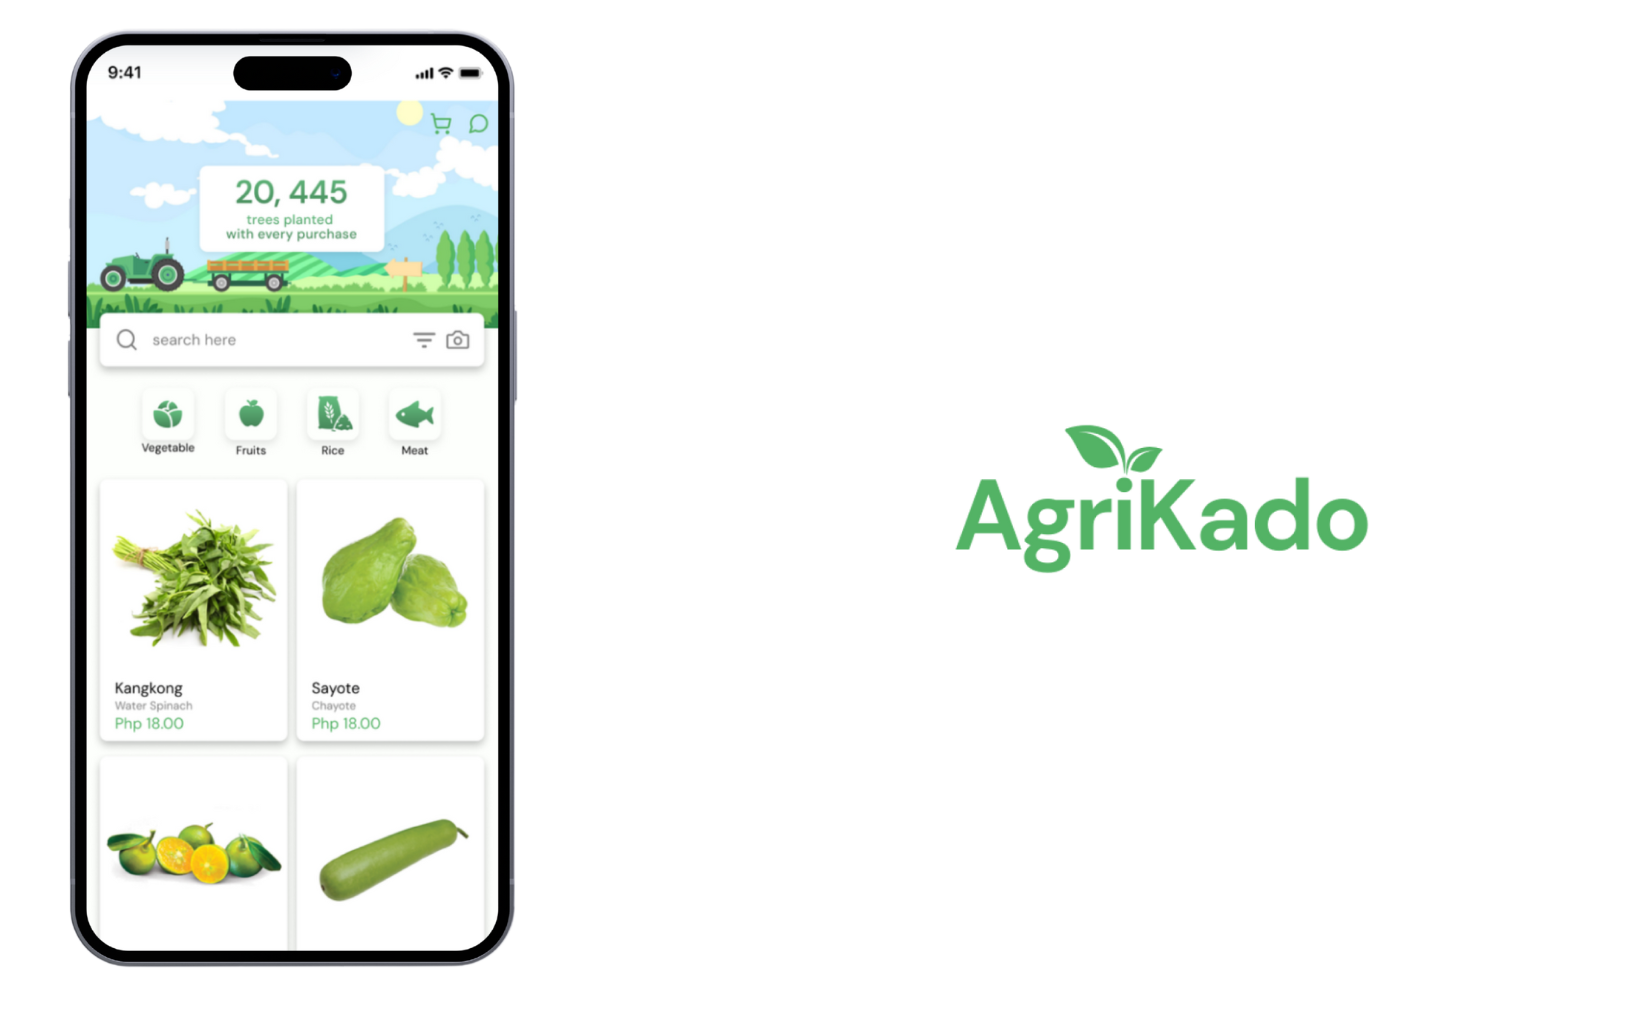 9:41
20, 445
trees planted
with every purchase
search here
Vegetable
Fruits
Rice
Meat
Kangkong
Water Spinach
Php 18.00
Sayote
Chayote
Php 18.00
AgriKado